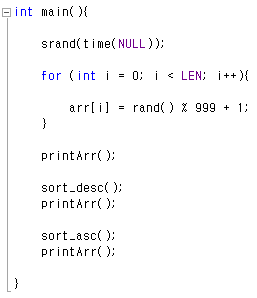 int main(){
srand(time(NULL));
for (int i = 0; i < LEN; i++){
arr[i] = rand() % 999 + 1;
}
printArr();
sort_desc();
printArr();
sort_asc();
printArr();
}